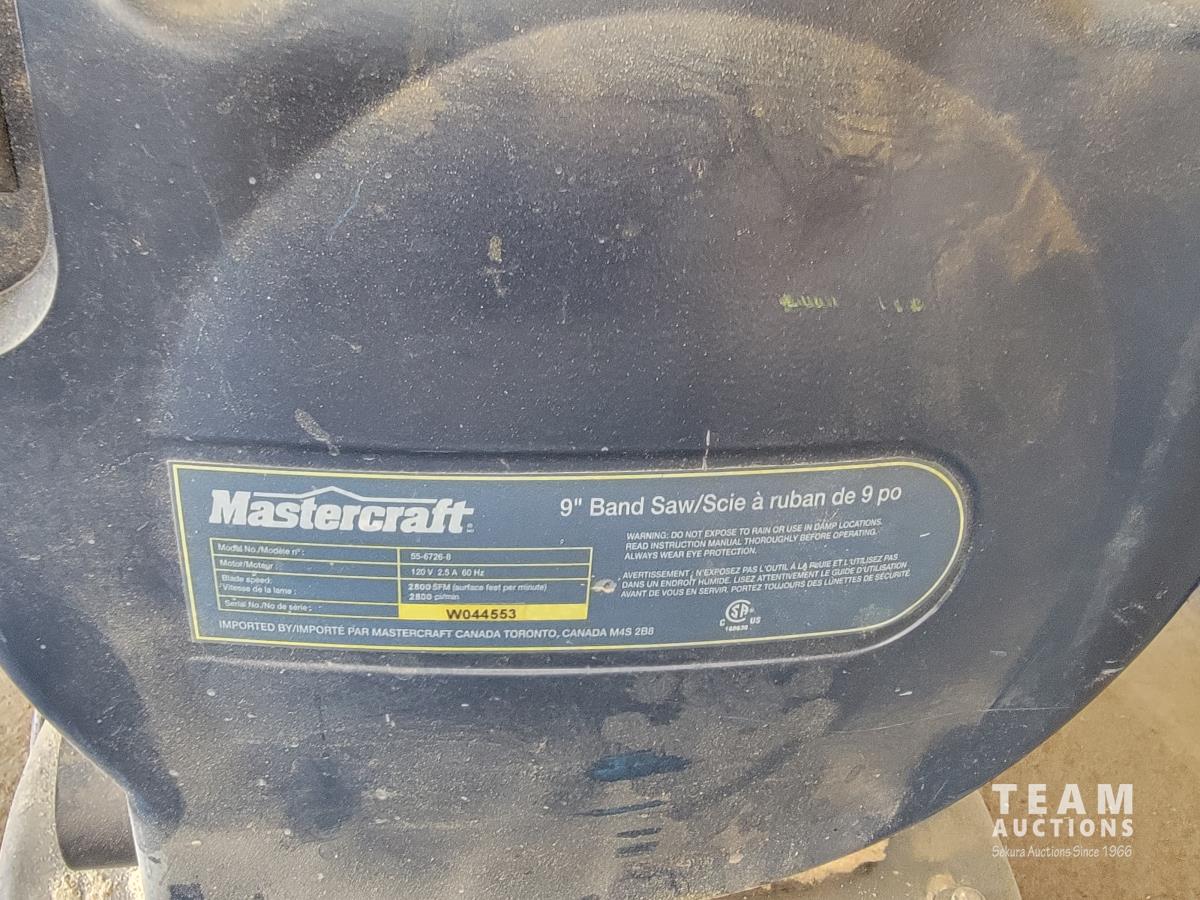 Mastercraft
9" Band Saw/Scie à ruban de 9 po
Model No./Modèle n° : 55-6726-8
Motor/Moteur : 120 V 2.5 A 60 Hz
Blade speed: 2800 SFM (surface feet per minute)
Vitesse de la lame : 2800 pi/min
Serial No./No de série : W044553
WARNING: DO NOT EXPOSE TO RAIN OR USE IN DAMP LOCATIONS.
READ INSTRUCTION MANUAL THOROUGHLY BEFORE OPERATING.
ALWAYS WEAR EYE PROTECTION.
AVERTISSEMENT : N'EXPOSEZ PAS L'OUTIL À LA PLUIE ET L'UTILISEZ PAS
DANS UN ENDROIT HUMIDE. LISEZ ATTENTIVEMENT LE GUIDE D'UTILISATION
AVANT DE VOUS EN SERVIR. PORTEZ TOUJOURS DES LUNETTES DE SÉCURITÉ
C SA ® US
IMPORTED BY/IMPORTÉ PAR MASTERCRAFT CANADA TORONTO, CANADA M4S 2B8
TEAM
AUCTIONS
Sekura Auctions Since 1966